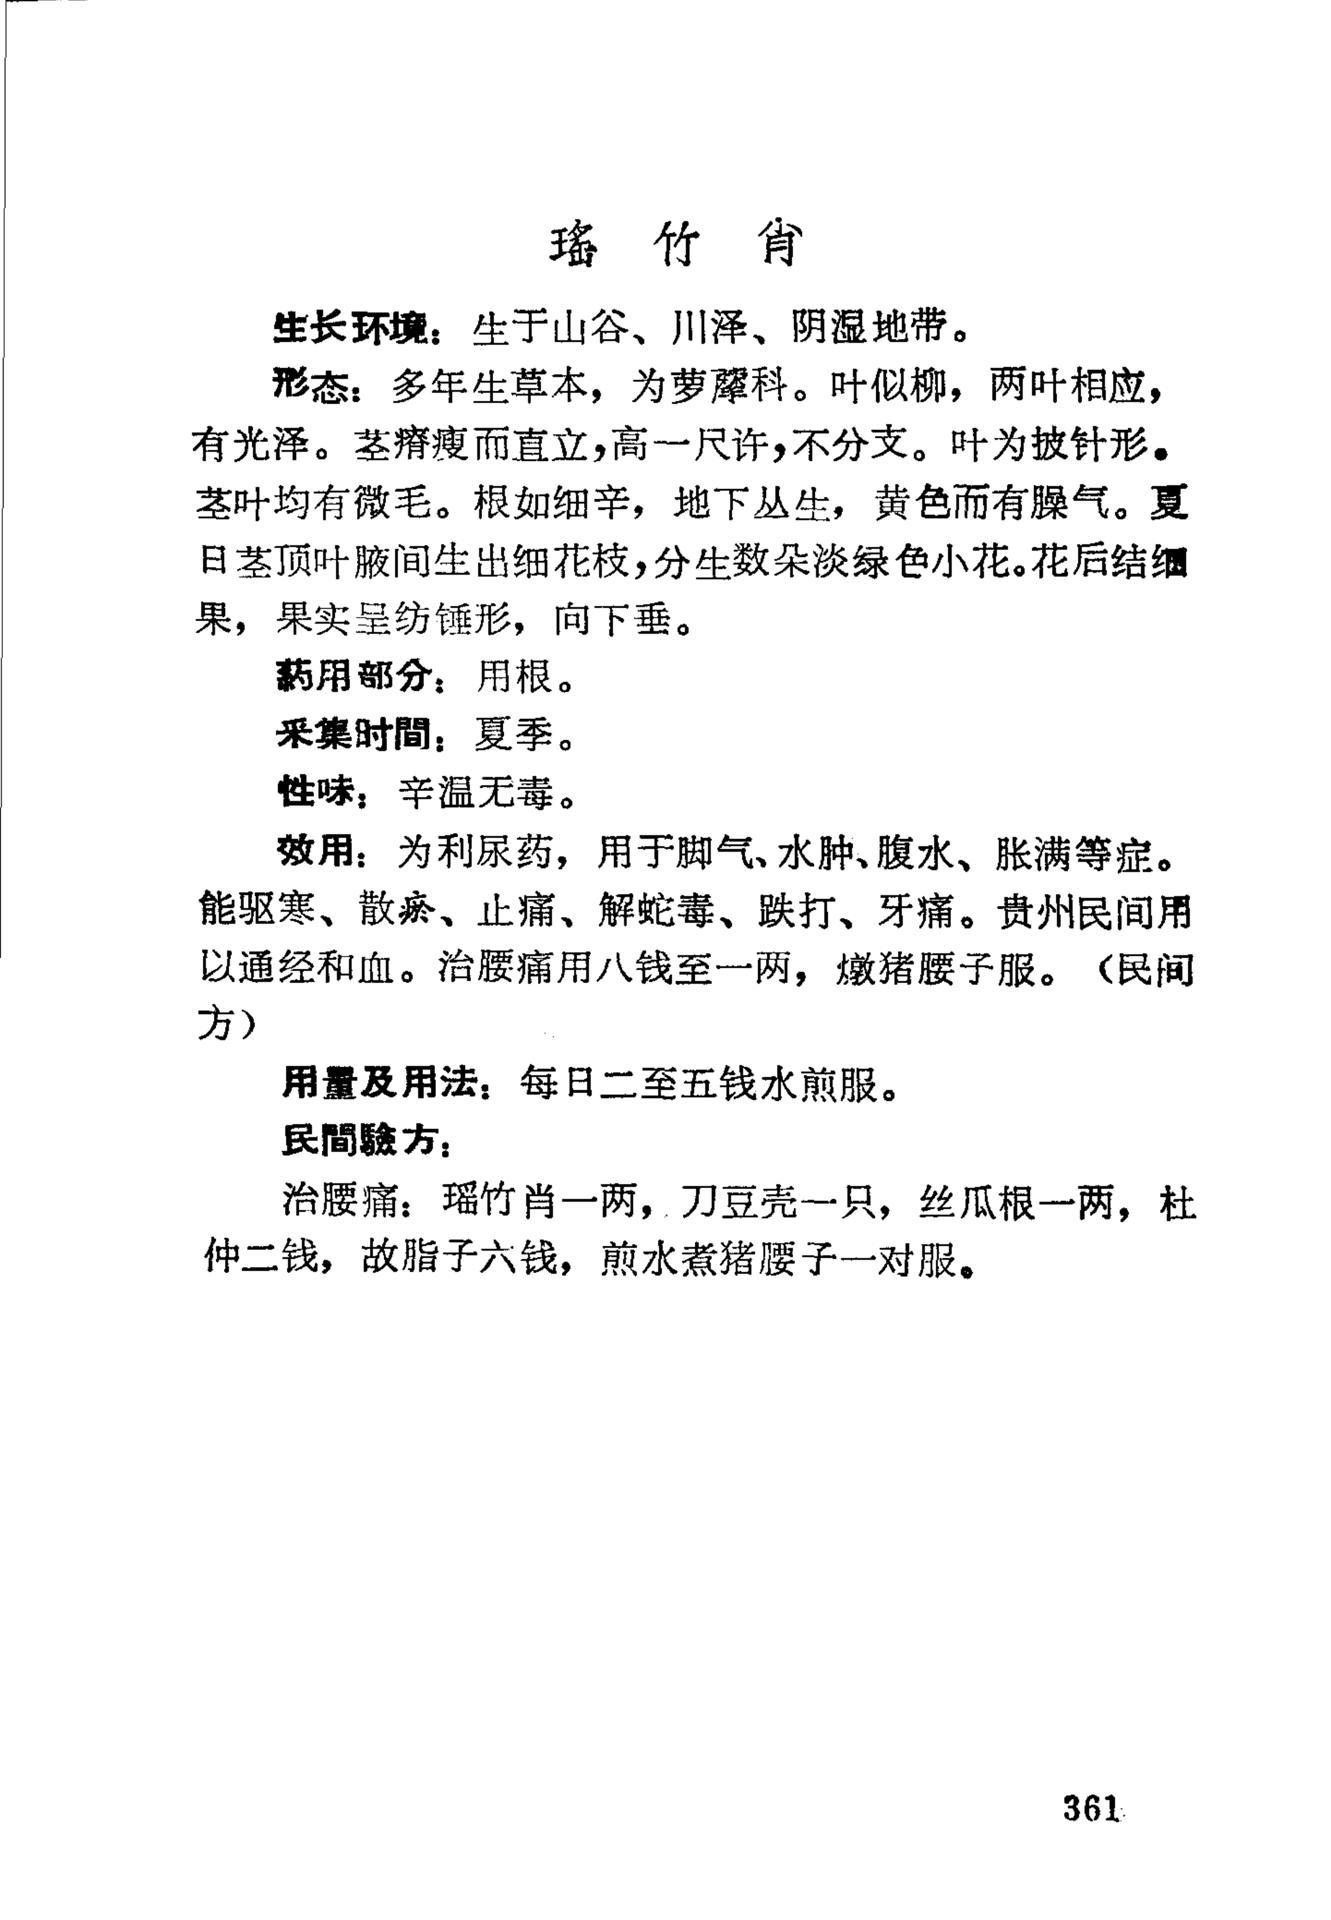 瑤竹肖
生长环境：生于山谷、川泽、阴湿地带。
形态：多年生草本，为萝藦科。叶似柳，两叶相应，
有光泽。茎瘠瘦而直立，高一尺许，不分支。叶为披针形。
茎叶均有微毛。根如细辛，地下丛生，黄色而有臊气。夏
日茎顶叶腋间生出细花枝，分生数朵淡绿色小花。花后结细
果，果实呈纺锤形，向下垂。
药用部分：用根。
采集时間：夏季。
性味：辛温无毒。
效用：为利尿药，用于脚气、水肿、腹水、胀满等症。
能驱寒、散瘀、止痛、解蛇毒、跌打、牙痛。贵州民间用
以通经和血。治腰痛用八钱至一两，燉猪腰子服。（民间
方）
用量及用法：每日二至五钱水煎服。
民間驗方：
治腰痛：瑶竹肖一两，刀豆壳一只，丝瓜根一两，杜
仲二钱，故脂子六钱，煎水煮猪腰子一对服。
361